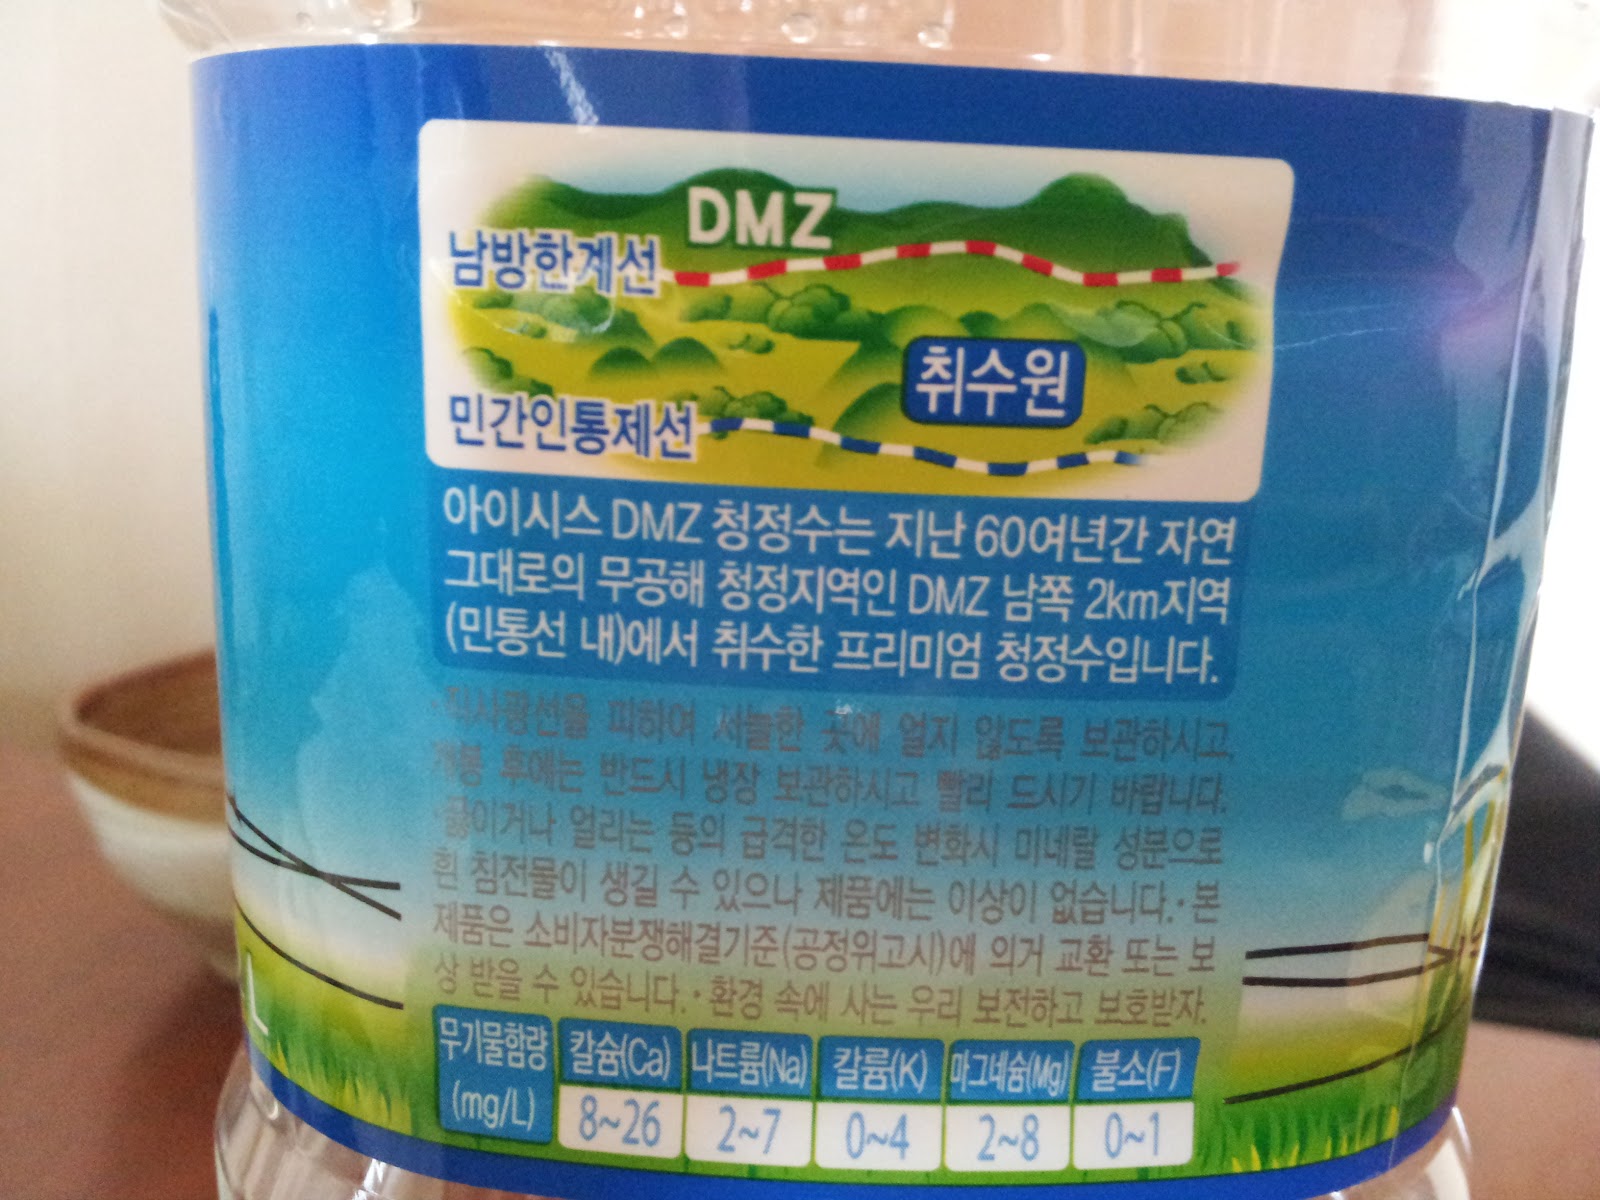 DMZ
남방한계선
취수원
민간인통제선
아이시스 DMZ 청정수는 지난 60여년간 자연
그대로의 무공해 청정지역인 DMZ 남쪽 2km지역
(민통선 내)에서 취수한 프리미엄 청정수입니다.
·직사광선을 피하여 서늘한 곳에 얼지 않도록 보관하시고,
개봉 후에는 반드시 냉장 보관하시고 빨리 드시기 바랍니다.
·끓이거나 얼리는 등의 급격한 온도 변화시 미네랄 성분으로
흰 침전물이 생길 수 있으나 제품에는 이상이 없습니다.·본
제품은 소비자분쟁해결기준(공정위고시)에 의거 교환 또는 보
상 받을 수 있습니다.·환경 속에 사는 우리 보전하고 보호받자.
무기물함량 칼슘(Ca) 나트륨(Na) 칼륨(K) 마그네슘(Mg) 불소(F)
(mg/L) 8~26 2~7 0~4 2~8 0~1
L